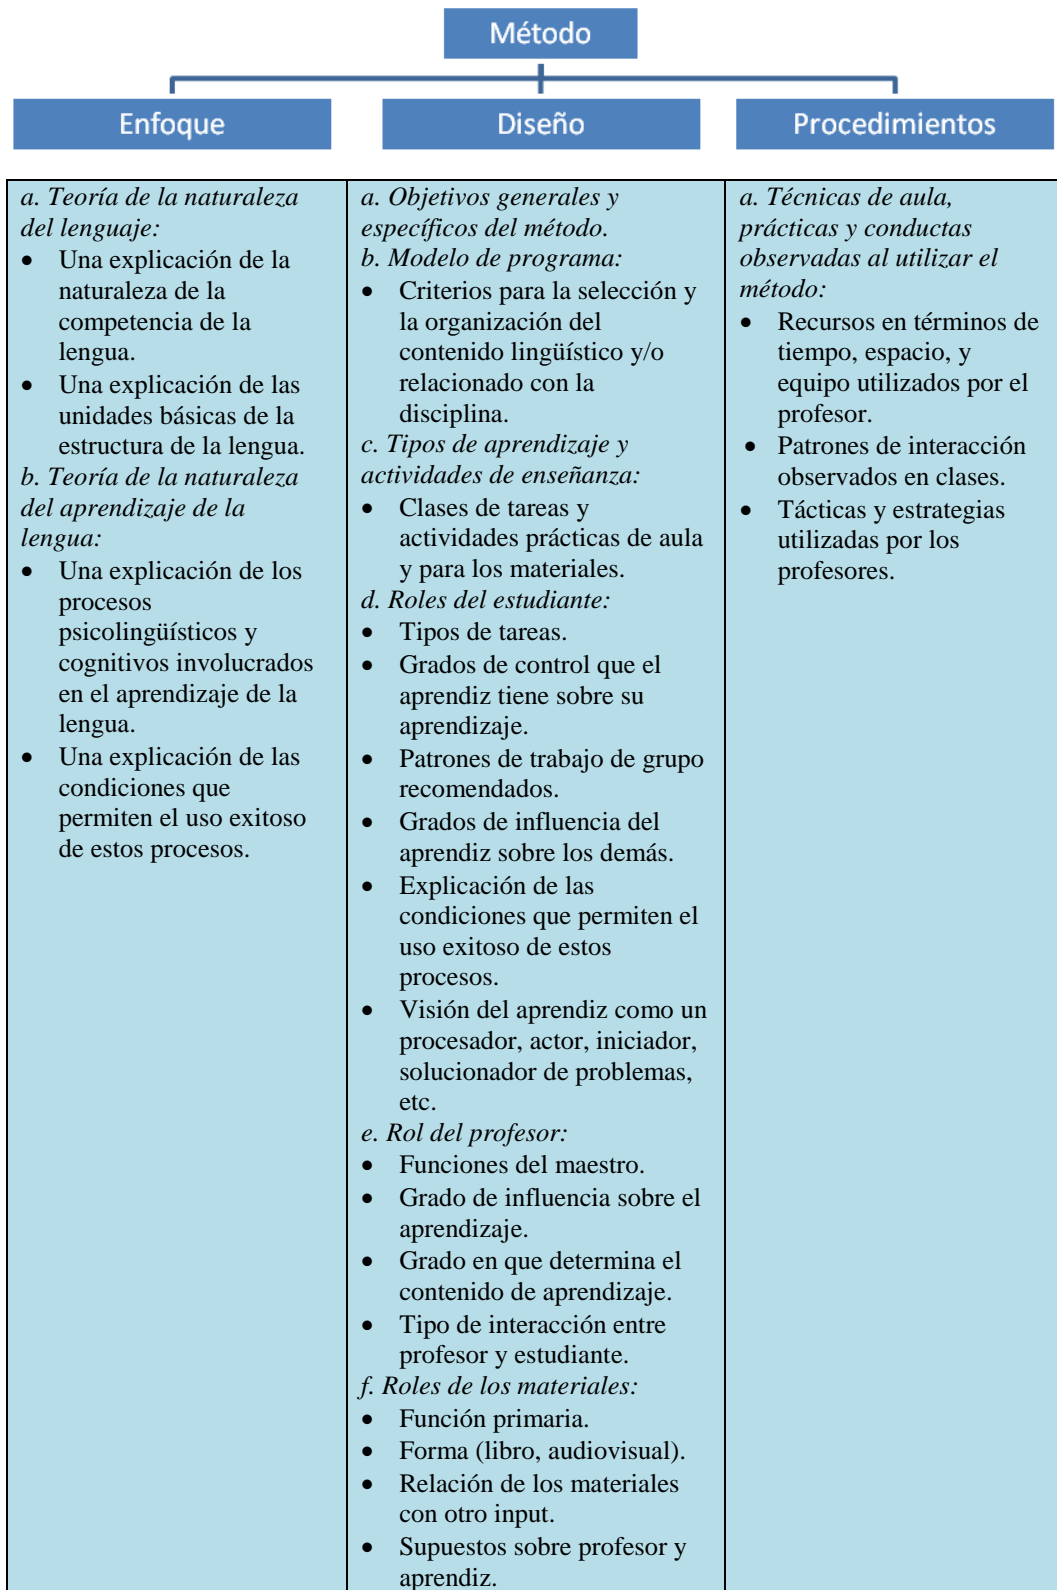 Método
Enfoque
Diseño
Procedimientos
a. Teoría de la naturaleza
del lenguaje:
• Una explicación de la
naturaleza de la
competencia de la
lengua.
• Una explicación de las
unidades básicas de la
estructura de la lengua.
b. Teoría de la naturaleza
del aprendizaje de la
lengua:
• Una explicación de los
procesos
psicolingüísticos y
cognitivos involucrados
en el aprendizaje de la
lengua.
• Una explicación de las
condiciones que
permiten el uso exitoso
de estos procesos.
a. Objetivos generales y
específicos del método.
b. Modelo de programa:
• Criterios para la selección y
la organización del
contenido lingüístico y/o
relacionado con la
disciplina.
c. Tipos de aprendizaje y
actividades de enseñanza:
• Clases de tareas y
actividades prácticas de aula
y para los materiales.
d. Roles del estudiante:
• Tipos de tareas.
• Grados de control que el
aprendiz tiene sobre su
aprendizaje.
• Patrones de trabajo de grupo
recomendados.
• Grados de influencia del
aprendiz sobre los demás.
• Explicación de las
condiciones que permiten el
uso exitoso de estos
procesos.
• Visión del aprendiz como un
procesador, actor, iniciador,
solucionador de problemas,
etc.
e. Rol del profesor:
• Funciones del maestro.
• Grado de influencia sobre el
aprendizaje.
• Grado en que determina el
contenido de aprendizaje.
• Tipo de interacción entre
profesor y estudiante.
f. Roles de los materiales:
• Función primaria.
• Forma (libro, audiovisual).
• Relación de los materiales
con otro input.
• Supuestos sobre profesor y
aprendiz.
a. Técnicas de aula,
prácticas y conductas
observadas al utilizar el
método:
• Recursos en términos de
tiempo, espacio, y
equipo utilizados por el
profesor.
• Patrones de interacción
observados en clases.
• Tácticas y estrategias
utilizadas por los
profesores.